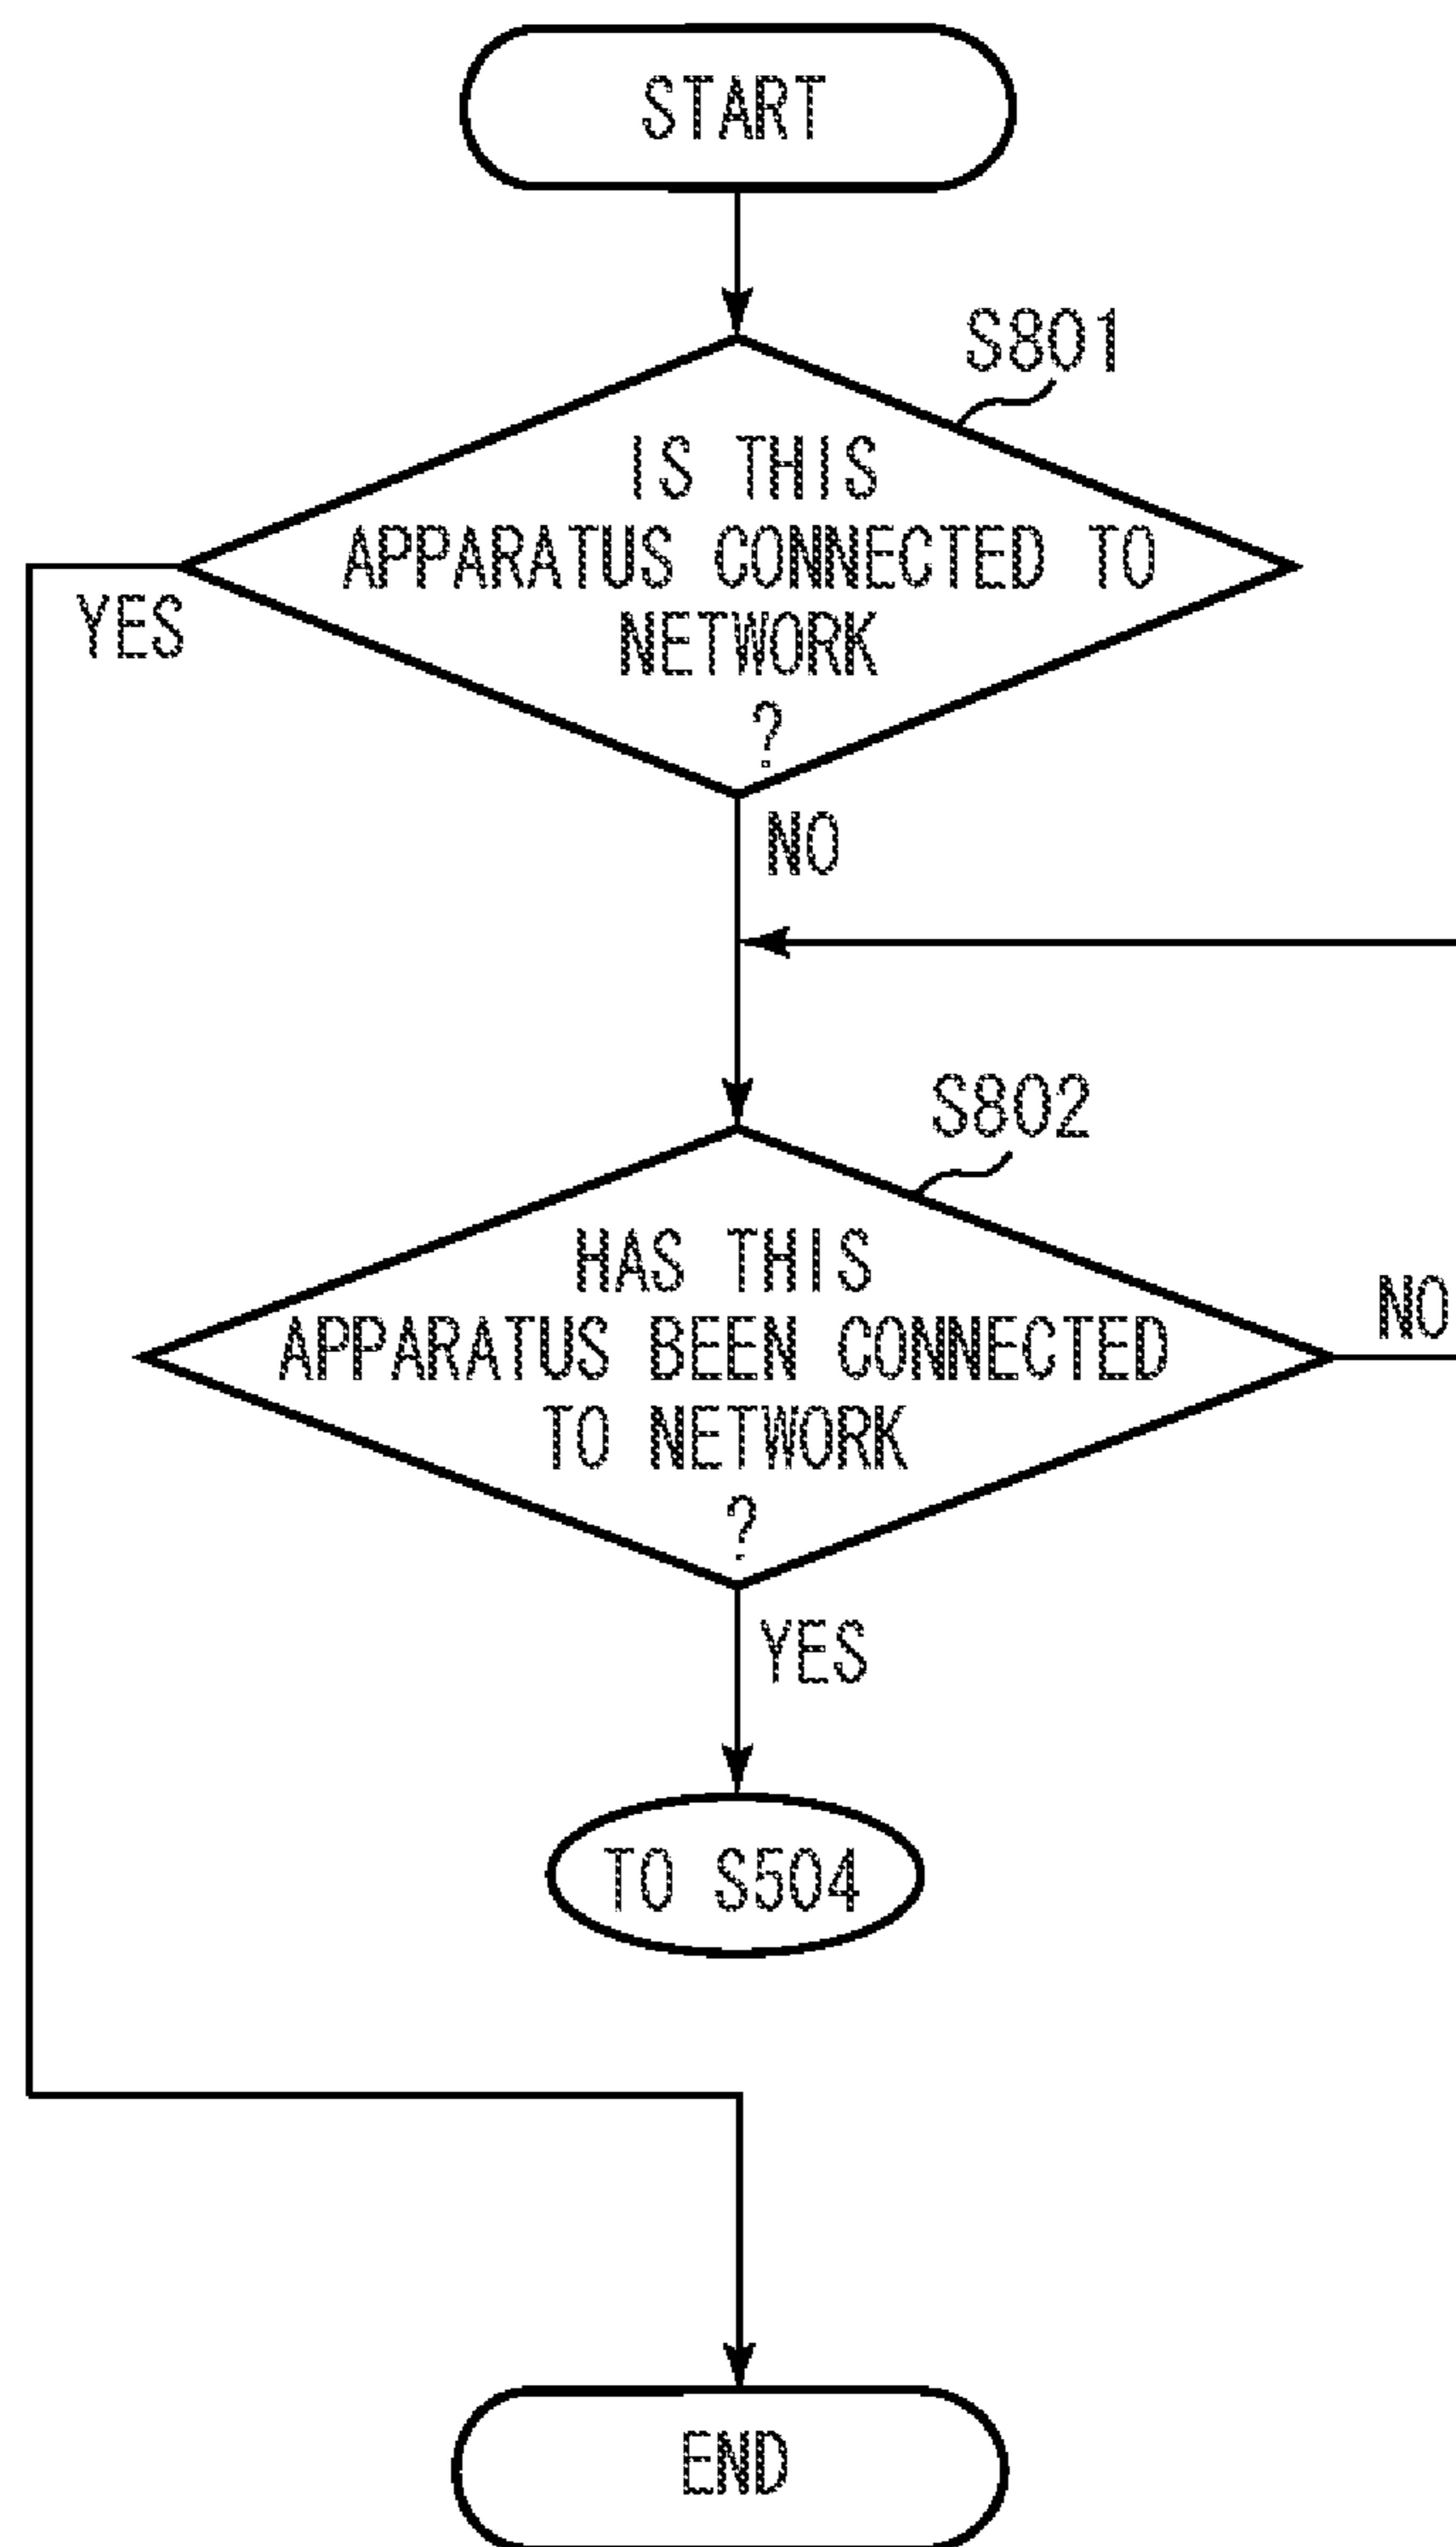 START
S801
IS THIS
APPARATUS CONNECTED TO
NETWORK
?
YES
NO
S802
HAS THIS
APPARATUS BEEN CONNECTED
TO NETWORK
?
NO
YES
TO S504
END